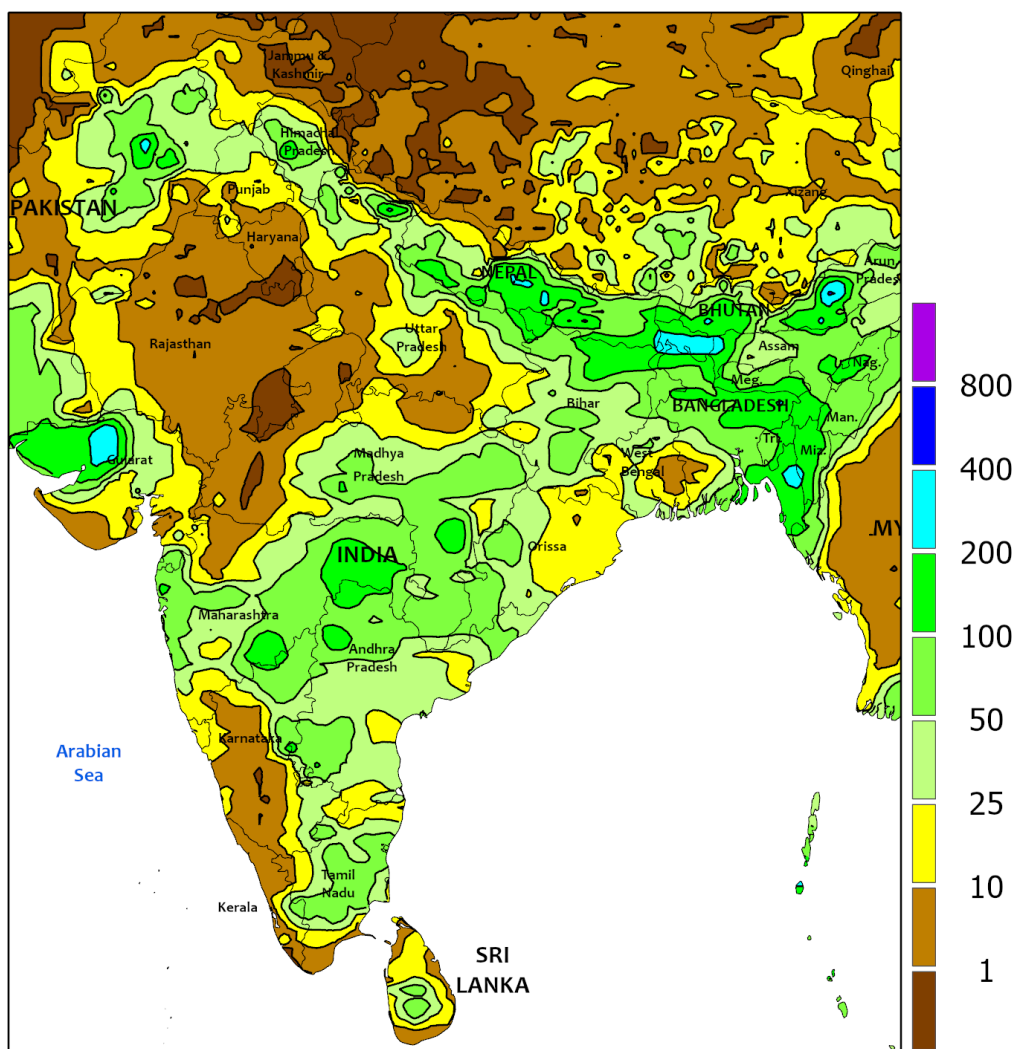 Jammu &
Kashmir
Qinghai
Himachal
Pradesh
Punjab
Xizang
PAKISTAN
Haryana
Arun.
Pradesh
NEPAL
BHUTAN
Rajasthan
Uttar
Pradesh
Assam
Nag.
Meg.
Bihar
BANGLADESH
Man.
Tri.
Miz.
Gujarat
Madhya
Pradesh
West
Bengal
MY
INDIA
Orissa
Maharashtra
Andhra
Pradesh
Karnataka
Arabian
Sea
Tamil
Nadu
Kerala
SRI
LANKA
800
400
200
100
50
25
10
1